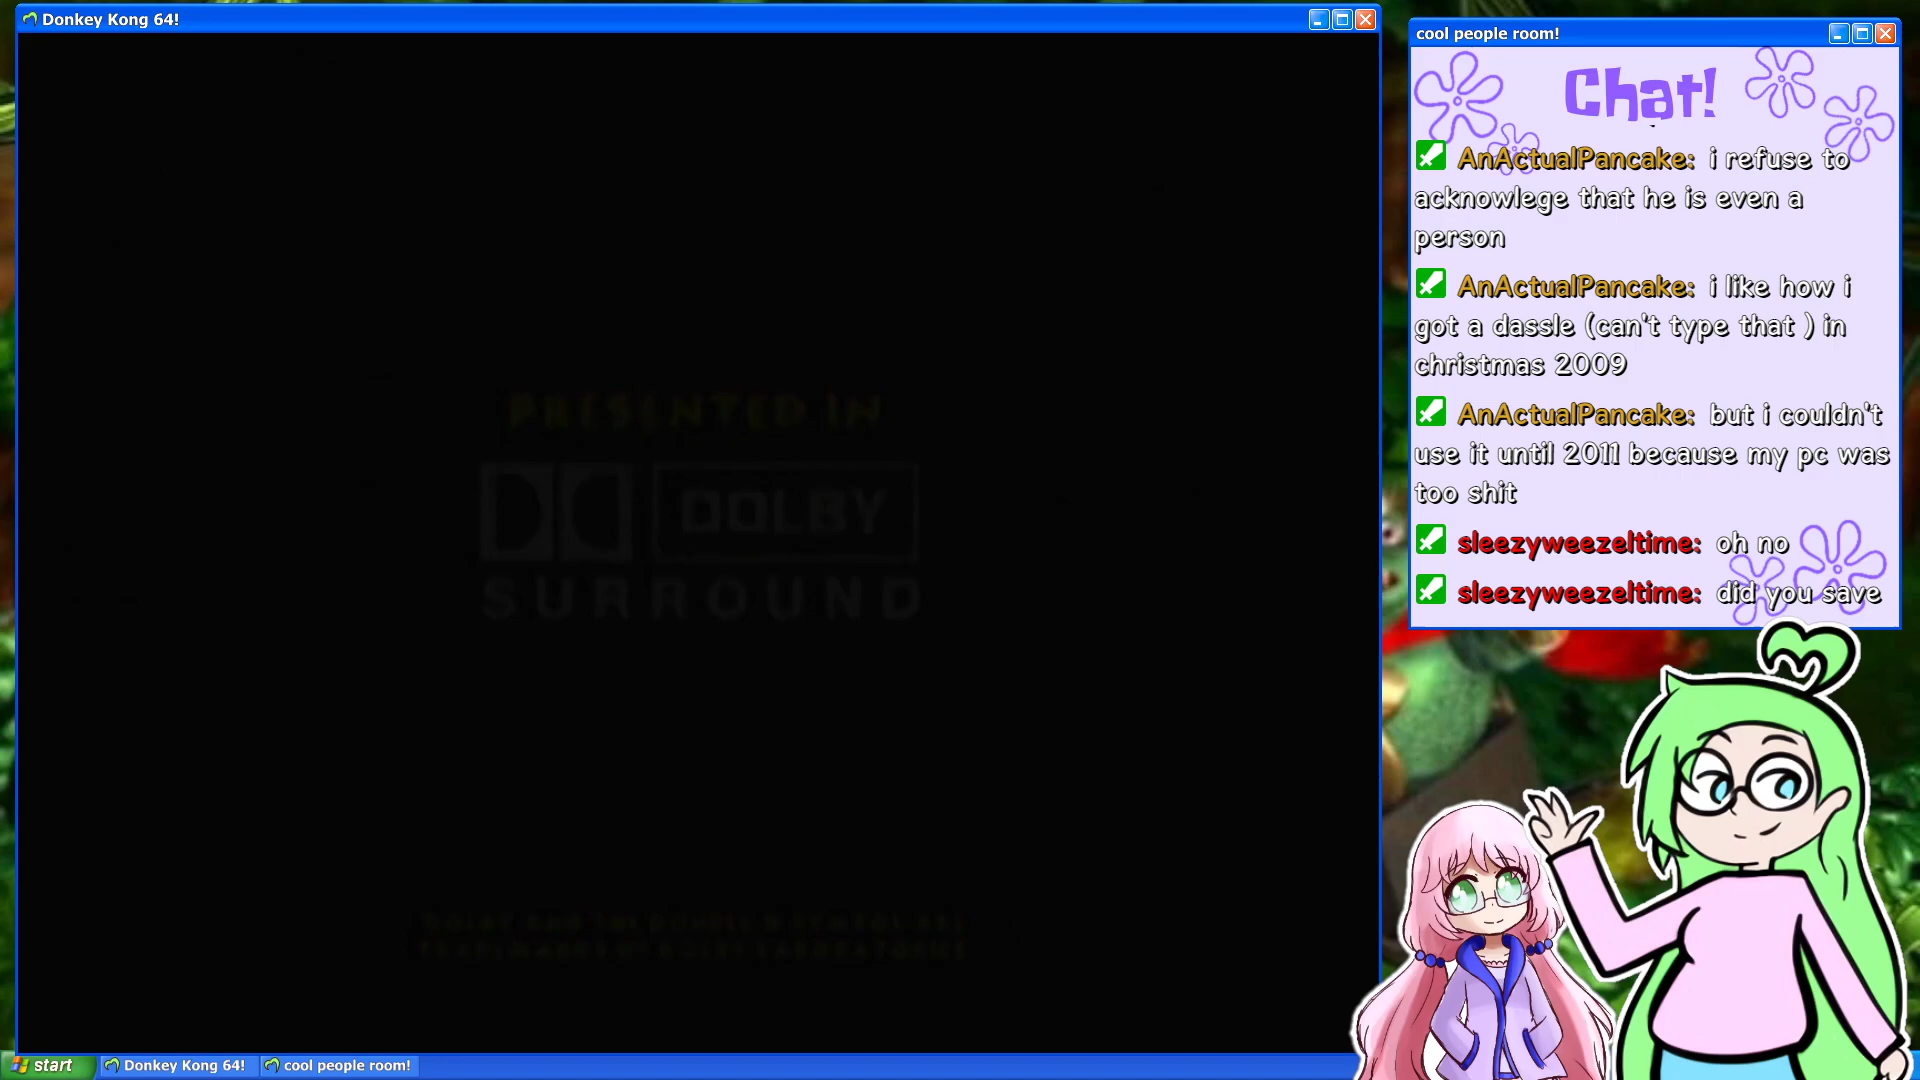 Donkey Kong 64!
PRESENTED IN
DOLBY
SURROUND
cool people room!
Chat!
AnActualPancake: i refuse to
acknowlege that he is even a
person
AnActualPancake: i like how i
got a dassle (can't type that ) in
christmas 2009
AnActualPancake: but i couldn't
use it until 2011 because my pc was
too shit
sleezyweezeltime: oh no
sleezyweezeltime: did you save
start
Donkey Kong 64!
cool people room!